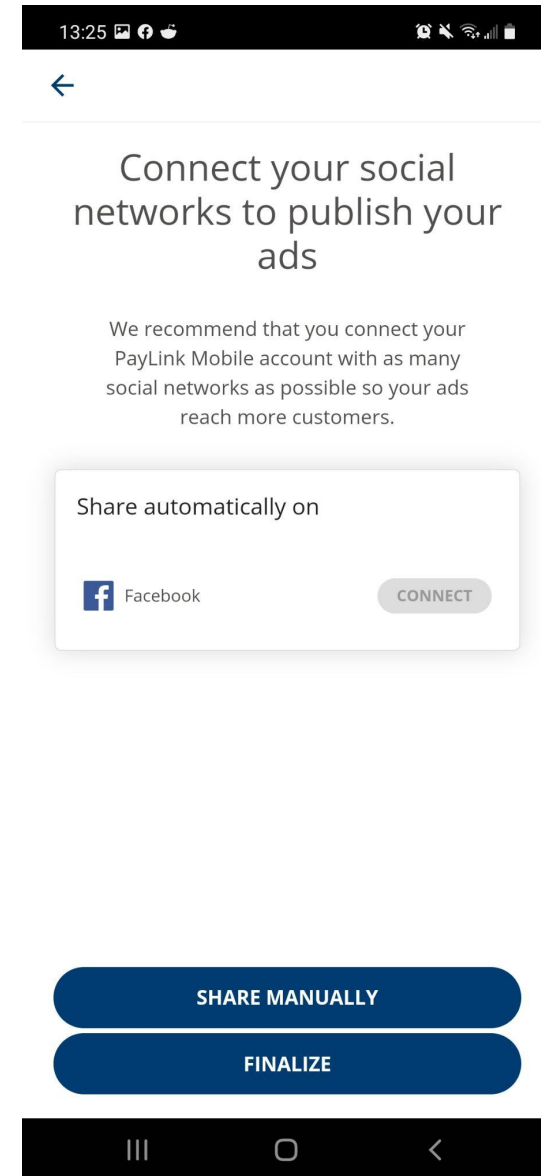 13:25
Connect your social
networks to publish your
ads
We recommend that you connect your
PayLink Mobile account with as many
social networks as possible so your ads
reach more customers.
Share automatically on
Facebook
CONNECT
SHARE MANUALLY
FINALIZE